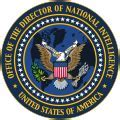 OFFICE OF THE DIRECTOR OF NATIONAL INTELLIGENCE
UNITED STATES OF AMERICA